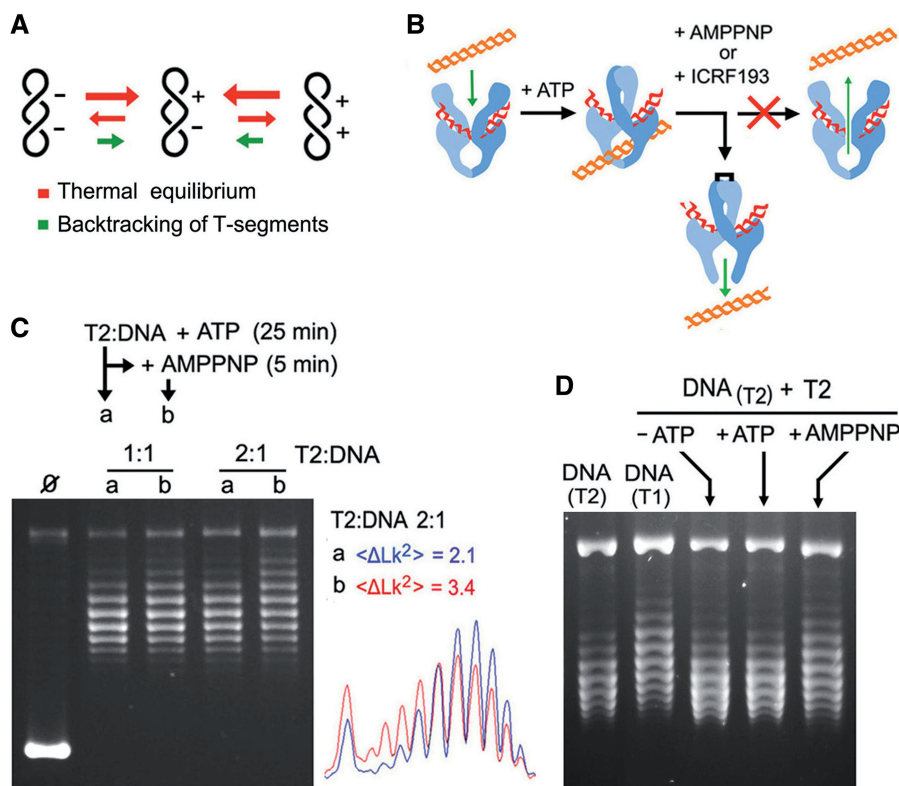 A
− + +
− − +
Thermal equilibrium
Backtracking of T-segments
B
+ ATP
+ AMPPNP
or
+ ICRF193
C
T2:DNA + ATP (25 min)
+ AMPPNP (5 min)
a b
1:1 2:1 T2:DNA
Ø a b a b
T2:DNA 2:1
a <ΔLk²> = 2.1
b <ΔLk²> = 3.4
D
DNA (T2) + T2
−ATP +ATP +AMPPNP
DNA DNA
(T2) (T1)